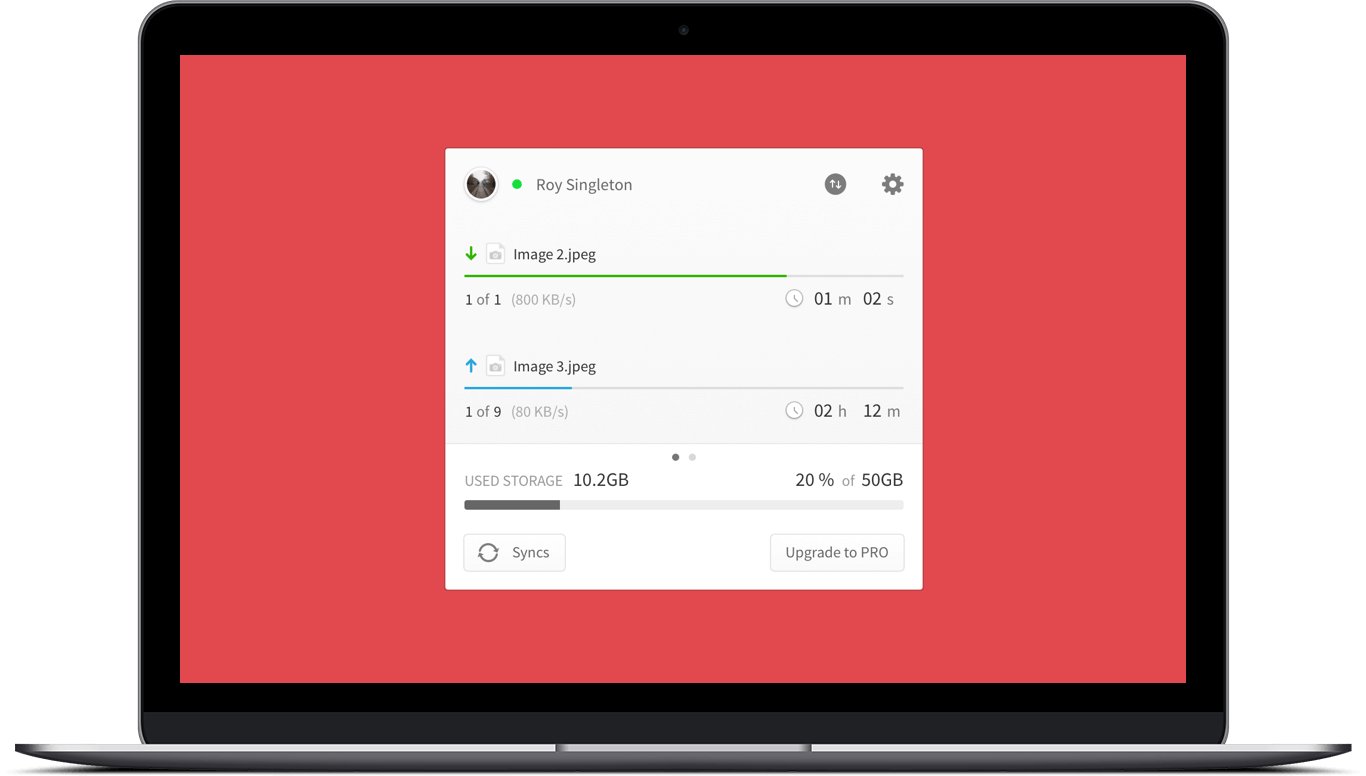 Roy Singleton
Image 2.jpeg
1 of 1 (800 KB/s) 01 m 02 s
Image 3.jpeg
1 of 9 (80 KB/s) 02 h 12 m
USED STORAGE 10.2GB 20 % of 50GB
Syncs Upgrade to PRO